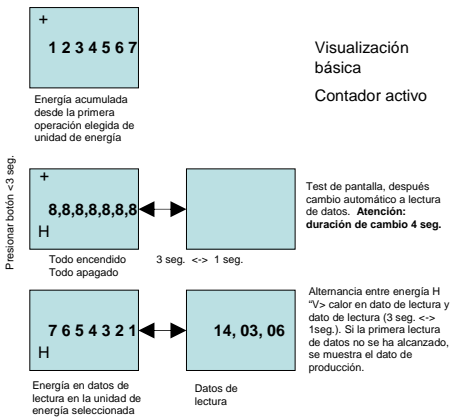 +
1 2 3 4 5 6 7
Visualización
básica
Contador activo
Energía acumulada
desde la primera
operación elegida de
unidad de energía
Presionar botón <3 seg.
+
8,8,8,8,8,8,8
H
Test de pantalla, después
cambio automático a lectura
de datos. Atención:
duración de cambio 4 seg.
Todo encendido
Todo apagado
3 seg. <-> 1 seg.
7 6 5 4 3 2 1
H
14, 03, 06
Alternancia entre energía H
“V> calor en dato de lectura y
dato de lectura (3 seg. <->
1seg.). Si la primera lectura
de datos no se ha alcanzado,
se muestra el dato de
producción.
Energía en datos de
lectura en la unidad de
energía seleccionada
Datos de
lectura